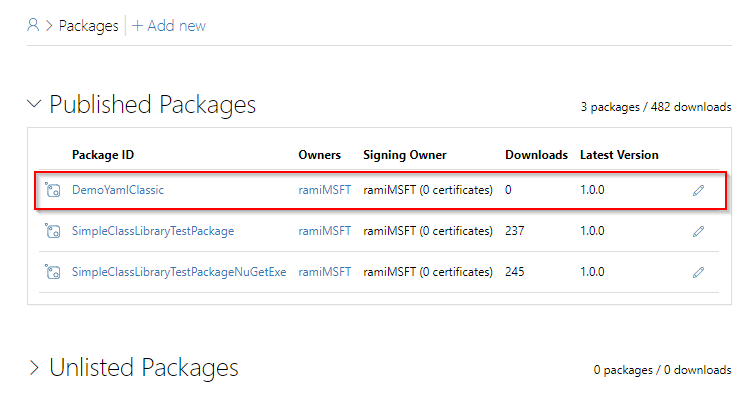 Packages + Add new
Published Packages 3 packages / 482 downloads
Package ID Owners Signing Owner Downloads Latest Version
DemoYamlClassic ramiMSFT ramiMSFT (0 certificates) 0 1.0.0
SimpleClassLibraryTestPackage ramiMSFT ramiMSFT (0 certificates) 237 1.0.0
SimpleClassLibraryTestPackageNuGetExe ramiMSFT ramiMSFT (0 certificates) 245 1.0.0
Unlisted Packages 0 packages / 0 downloads